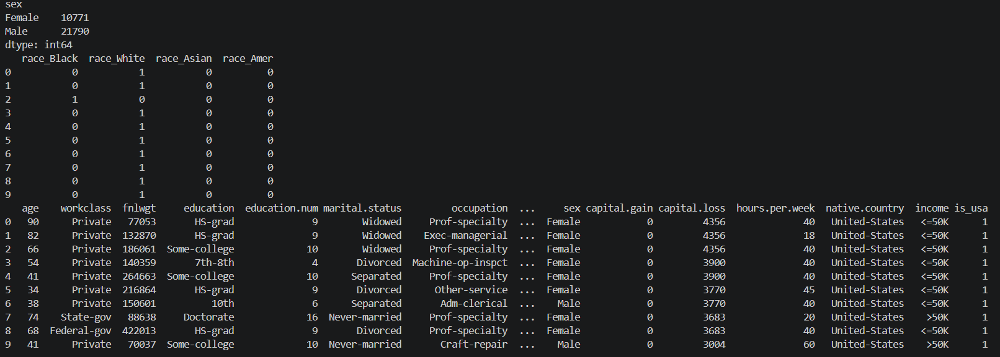 sex
Female    10771
Male      21790
dtype: int64
   race_Black  race_White  race_Asian  race_Amer
0           0           1           0          0
1           0           1           0          0
2           1           0           0          0
3           0           1           0          0
4           0           1           0          0
5           0           1           0          0
6           0           1           0          0
7           0           1           0          0
8           0           1           0          0
9           0           1           0          0
   age    workclass  fnlwgt     education  education.num marital.status         occupation  ...     sex capital.gain capital.loss  hours.per.week  native.country  income is_usa
0   90      Private   77053       HS-grad              9        Widowed     Prof-specialty  ...  Female            0         4356              40   United-States   <=50K      1
1   82      Private  132870       HS-grad              9        Widowed    Exec-managerial  ...  Female            0         4356              18   United-States   <=50K      1
2   66      Private  186061  Some-college             10        Widowed     Prof-specialty  ...  Female            0         4356              40   United-States   <=50K      1
3   54      Private  140359       7th-8th              4       Divorced  Machine-op-inspct  ...  Female            0         3900              40   United-States   <=50K      1
4   41      Private  264663  Some-college             10      Separated     Prof-specialty  ...  Female            0         3900              40   United-States   <=50K      1
5   34      Private  216864       HS-grad              9       Divorced      Other-service  ...  Female            0         3770              45   United-States   <=50K      1
6   38      Private  150601          10th              6      Separated       Adm-clerical  ...    Male            0         3770              40   United-States   <=50K      1
7   74    State-gov   88638     Doctorate             16  Never-married     Prof-specialty  ...  Female            0         3683              20   United-States    >50K      1
8   68  Federal-gov  422013       HS-grad              9       Divorced     Prof-specialty  ...  Female            0         3683              40   United-States   <=50K      1
9   41      Private   70037  Some-college             10  Never-married       Craft-repair  ...    Male            0         3004              60   United-States    >50K      1